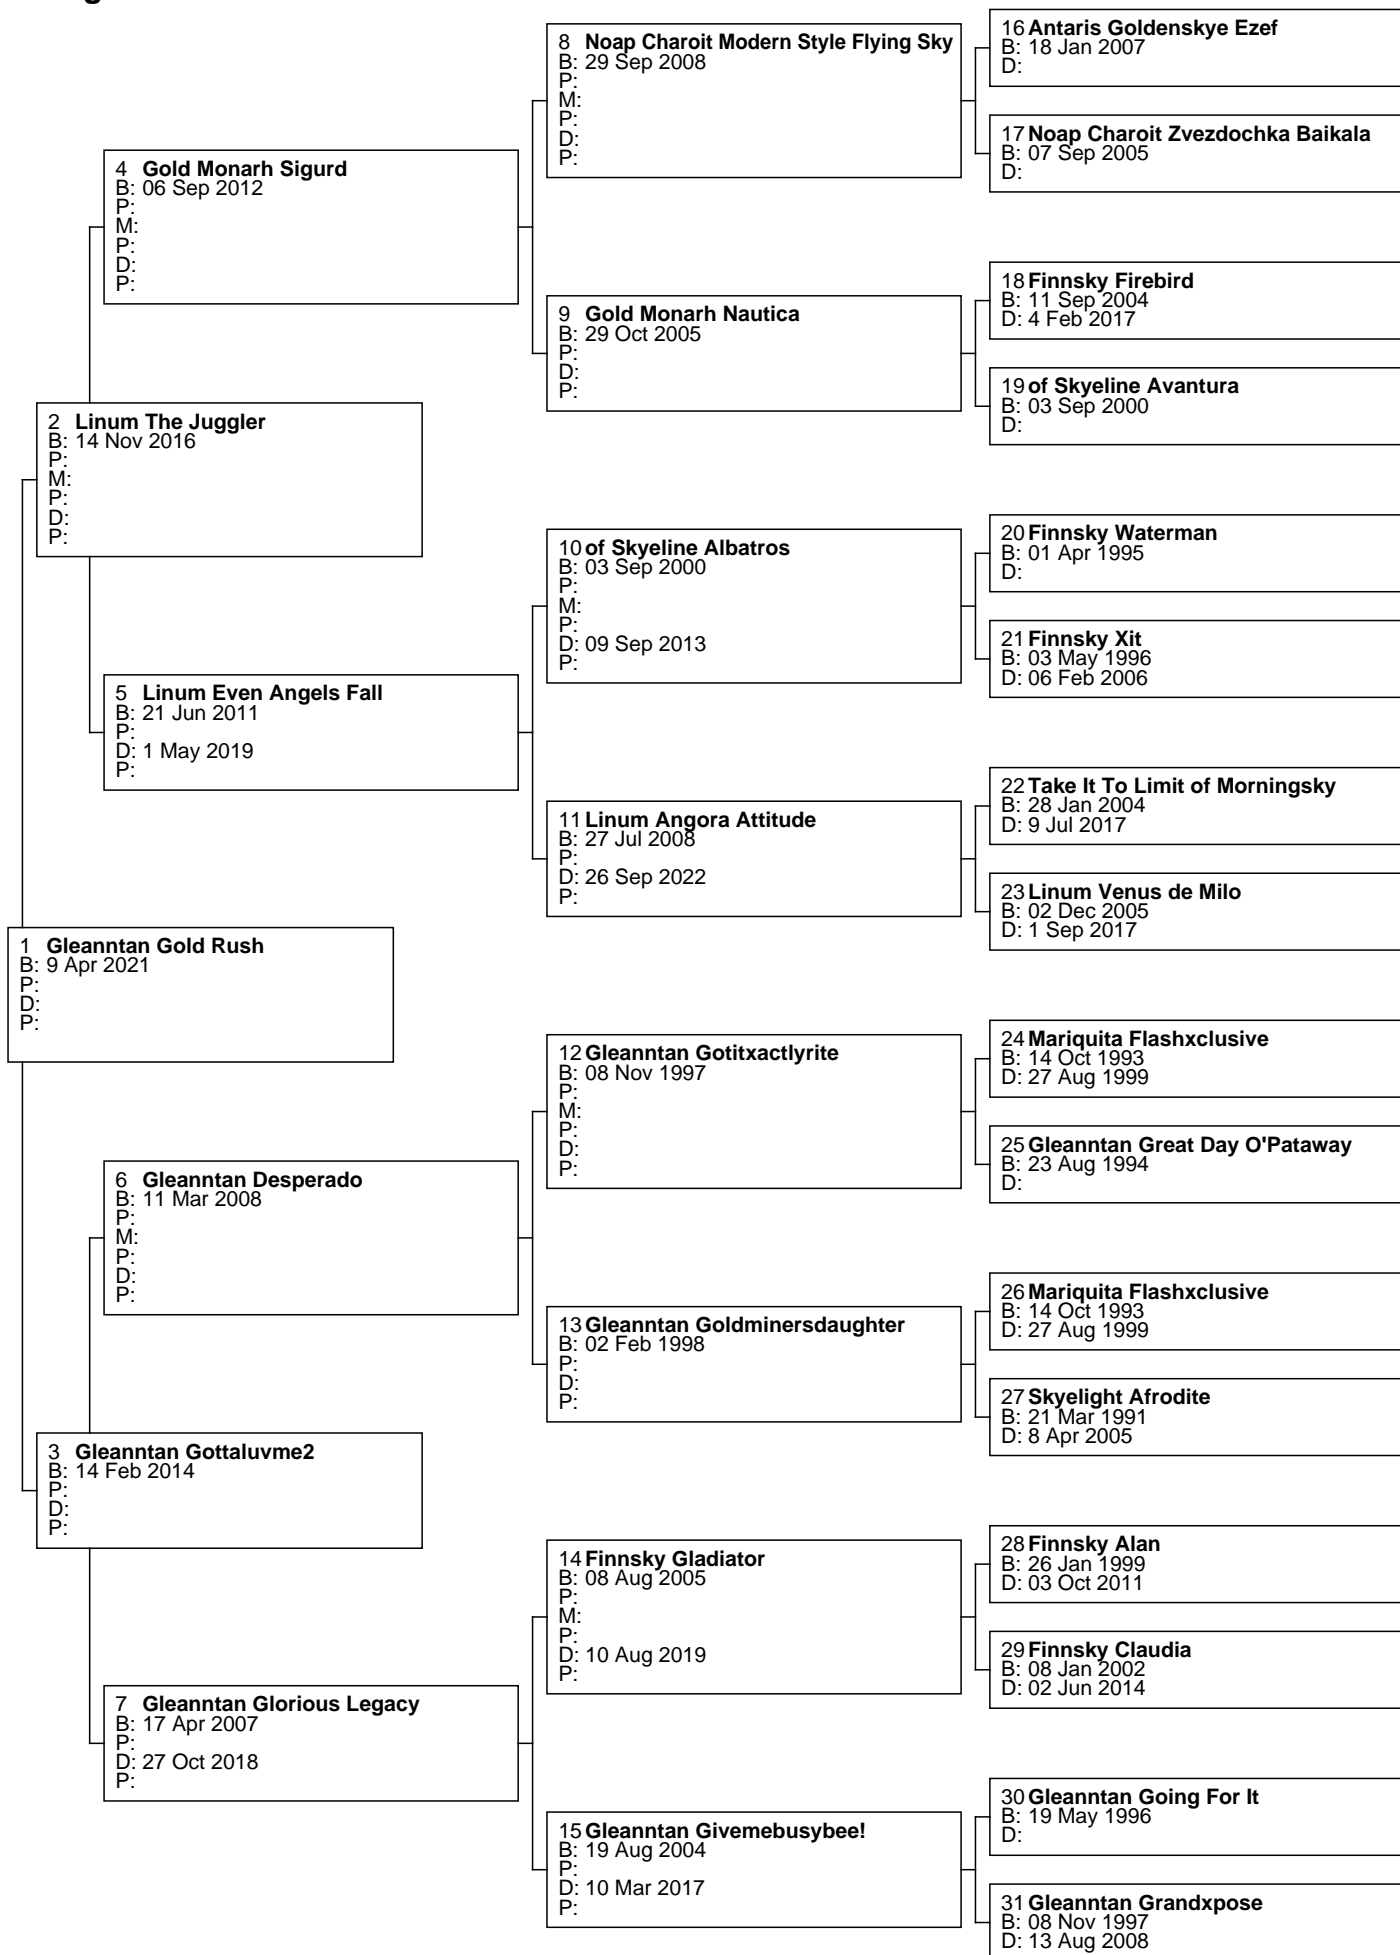 8 Noap Charoit Modern Style Flying Sky
B: 29 Sep 2008
P:
M:
P:
D:
P:
16 Antaris Goldenskye Ezef
B: 18 Jan 2007
D:
17 Noap Charoit Zvezdochka Baikala
B: 07 Sep 2005
D:
4 Gold Monarh Sigurd
B: 06 Sep 2012
P:
M:
P:
D:
P:
18 Finnsky Firebird
B: 11 Sep 2004
D: 4 Feb 2017
9 Gold Monarh Nautica
B: 29 Oct 2005
P:
D:
P:
19 of Skyeline Avantura
B: 03 Sep 2000
D:
2 Linum The Juggler
B: 14 Nov 2016
P:
M:
P:
D:
P:
20 Finnsky Waterman
B: 01 Apr 1995
D:
10 of Skyeline Albatros
B: 03 Sep 2000
P:
M:
P:
D: 09 Sep 2013
P:
21 Finnsky Xit
B: 03 May 1996
D: 06 Feb 2006
5 Linum Even Angels Fall
B: 21 Jun 2011
P:
D: 1 May 2019
P:
22 Take It To Limit of Morningsky
B: 28 Jan 2004
D: 9 Jul 2017
11 Linum Angora Attitude
B: 27 Jul 2008
P:
D: 26 Sep 2022
P:
23 Linum Venus de Milo
B: 02 Dec 2005
D: 1 Sep 2017
1 Gleanntan Gold Rush
B: 9 Apr 2021
P:
D:
P:
24 Mariquita Flashxclusive
B: 14 Oct 1993
D: 27 Aug 1999
12 Gleanntan Gotitxactlyrite
B: 08 Nov 1997
P:
M:
P:
D:
P:
25 Gleanntan Great Day O'Pataway
B: 23 Aug 1994
D:
6 Gleanntan Desperado
B: 11 Mar 2008
P:
M:
P:
D:
P:
26 Mariquita Flashxclusive
B: 14 Oct 1993
D: 27 Aug 1999
13 Gleanntan Goldminersdaughter
B: 02 Feb 1998
P:
D:
P:
27 Skyelight Afrodite
B: 21 Mar 1991
D: 8 Apr 2005
3 Gleanntan Gottaluvme2
B: 14 Feb 2014
P:
D:
P:
28 Finnsky Alan
B: 26 Jan 1999
D: 03 Oct 2011
14 Finnsky Gladiator
B: 08 Aug 2005
P:
M:
P:
D: 10 Aug 2019
P:
29 Finnsky Claudia
B: 08 Jan 2002
D: 02 Jun 2014
7 Gleanntan Glorious Legacy
B: 17 Apr 2007
P:
D: 27 Oct 2018
P:
30 Gleanntan Going For It
B: 19 May 1996
D:
15 Gleanntan Givemebusybee!
B: 19 Aug 2004
P:
D: 10 Mar 2017
P:
31 Gleanntan Grandxpose
B: 08 Nov 1997
D: 13 Aug 2008